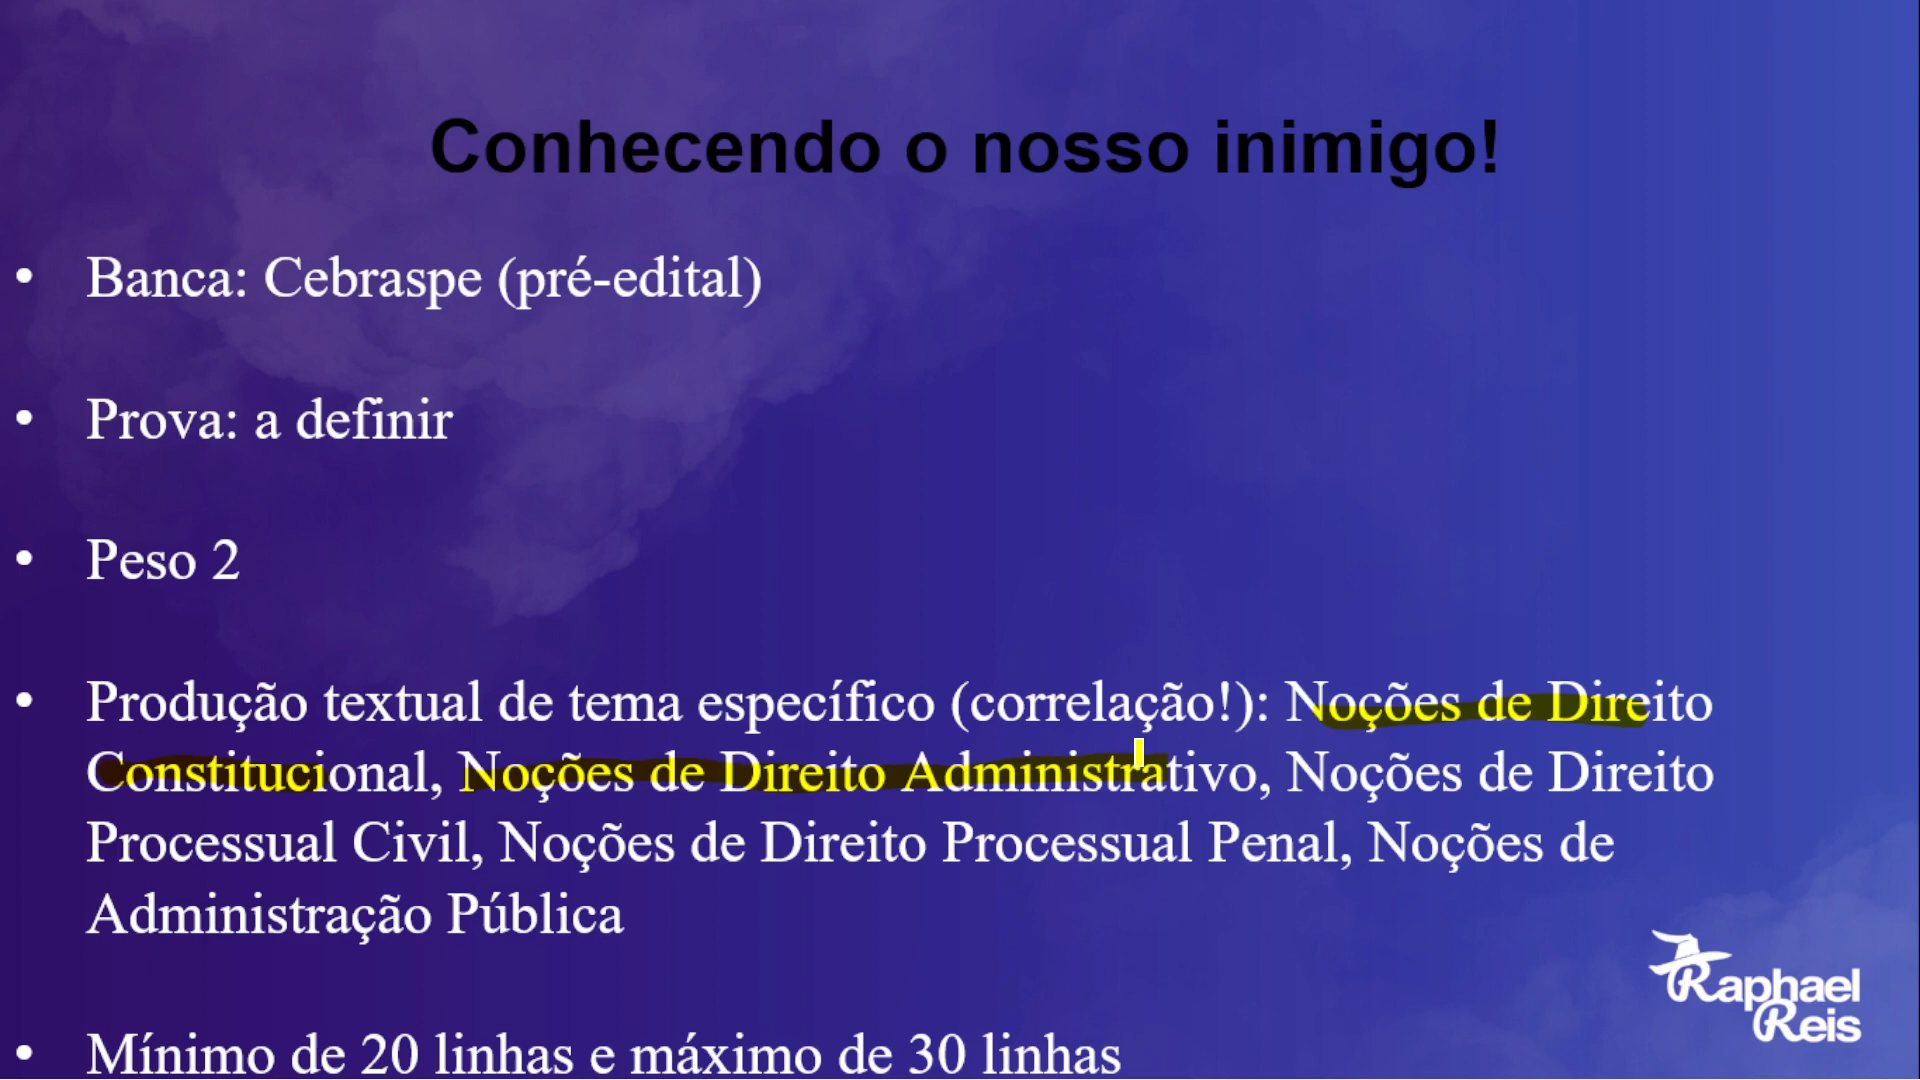 Conhecendo o nosso inimigo!
• Banca: Cebraspe (pré-edital)
• Prova: a definir
• Peso 2
• Produção textual de tema específico (correlação!): Noções de Direito
Constitucional, Noções de Direito Administrativo, Noções de Direito
Processual Civil, Noções de Direito Processual Penal, Noções de
Administração Pública
• Mínimo de 20 linhas e máximo de 30 linhas
Raphael
Reis